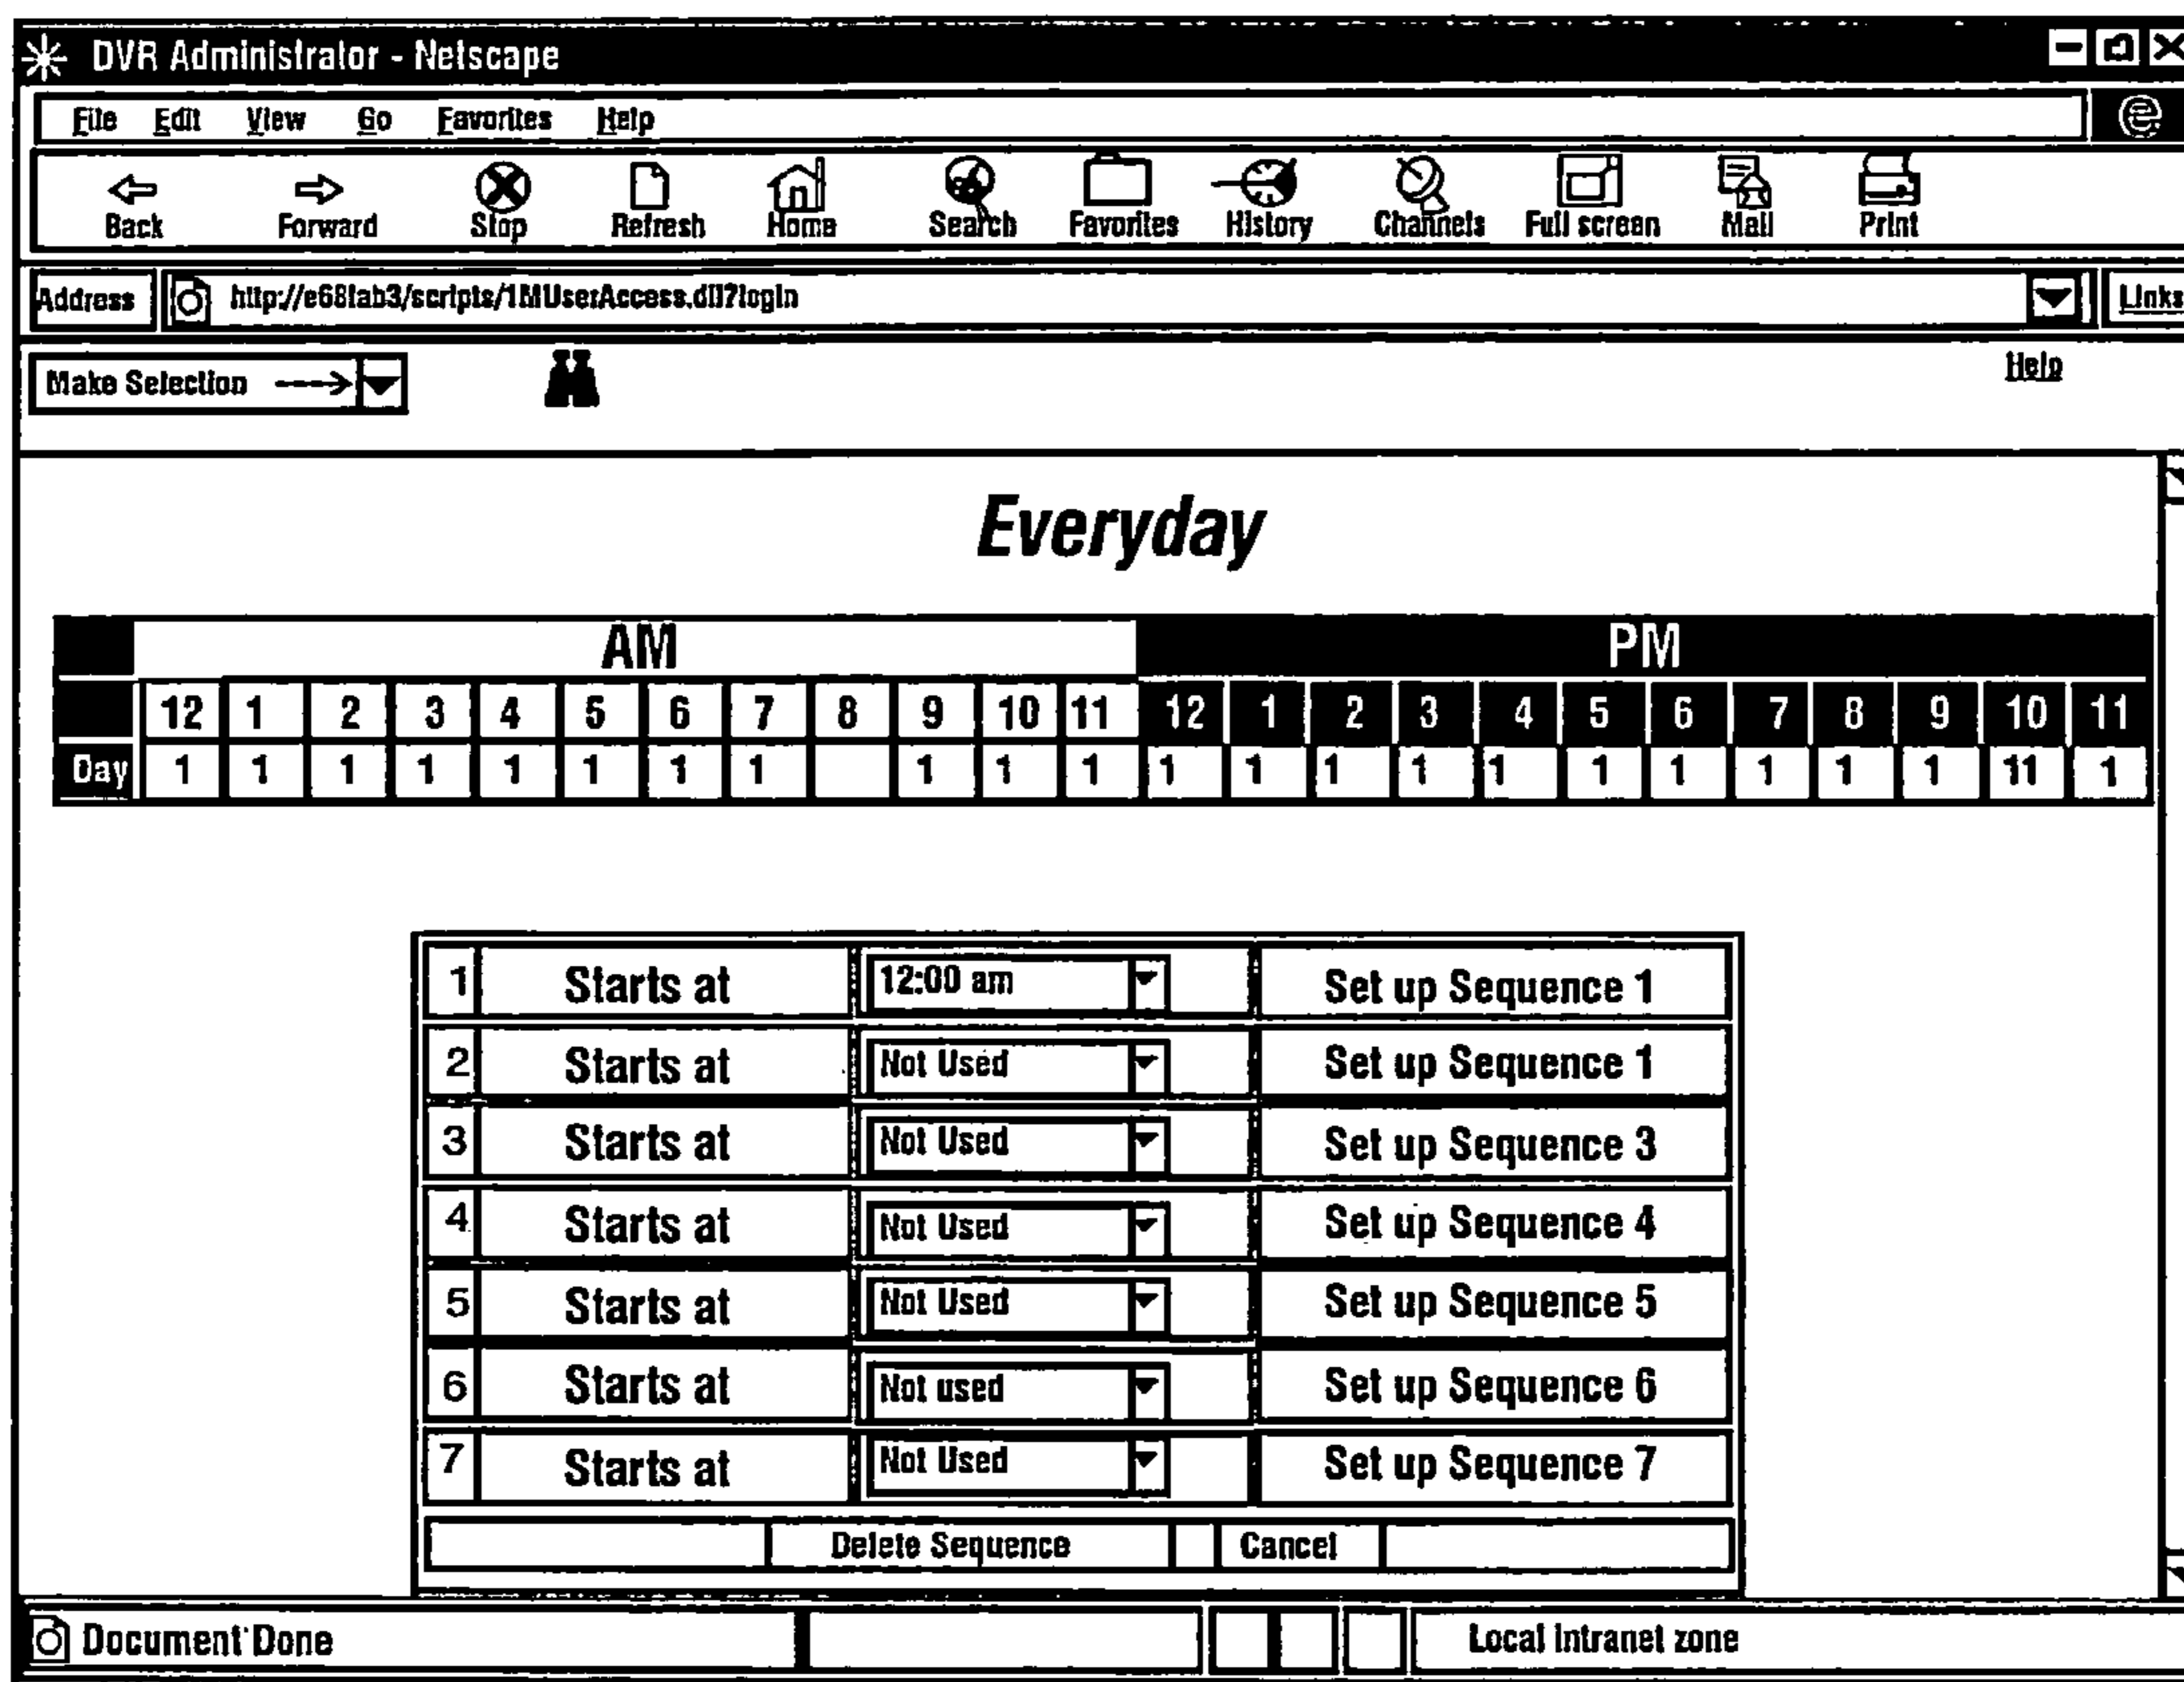 DVR Administrator - Netscape
File Edit View Go Favorites Help
Back Forward Stop Refresh Home Search Favorites History Channels Full screen Mail Print
Address http://e68lab3/scripts/1MUserAccess.dll?login Links
Make Selection Help
Everyday
AM PM
12 1 2 3 4 5 6 7 8 9 10 11 12 1 2 3 4 5 6 7 8 9 10 11
Day 1 1 1 1 1 1 1 1 1 1 1 1 1 1 1 1 1 1 1 1 1 11 1
1 Starts at 12:00 am Set up Sequence 1
2 Starts at Not Used Set up Sequence 1
3 Starts at Not Used Set up Sequence 3
4 Starts at Not Used Set up Sequence 4
5 Starts at Not Used Set up Sequence 5
6 Starts at Not used Set up Sequence 6
7 Starts at Not Used Set up Sequence 7
Delete Sequence Cancel
Document Done Local Intranet zone